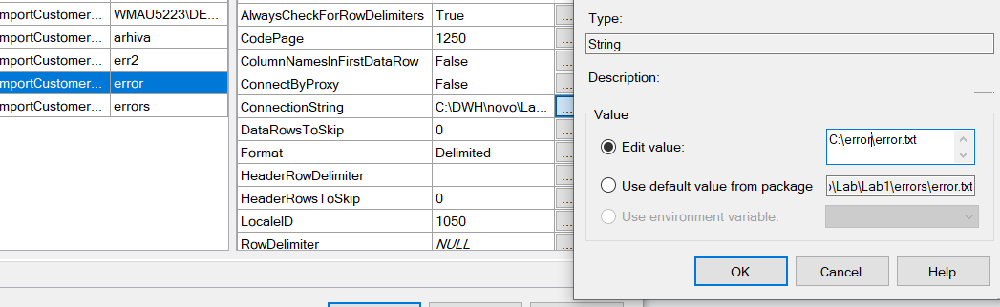 mportCustomer... WMAU5223\DE...
mportCustomer... arhiva
mportCustomer... err2
mportCustomer... error
mportCustomer... errors
AlwaysCheckForRowDelimiters True ...
CodePage 1250 ...
ColumnNamesInFirstDataRow False ...
ConnectByProxy False ...
ConnectionString C:\DWH\novo\La... ...
DataRowsToSkip 0 ...
Format Delimited ...
HeaderRowDelimiter ...
HeaderRowsToSkip 0 ...
LocaleID 1050 ...
RowDelimiter NULL ...
Type:
String
Description:
Value
Edit value: C:\error\error.txt
Use default value from package \Lab\Lab1\errors\error.txt
Use environment variable:
OK Cancel Help